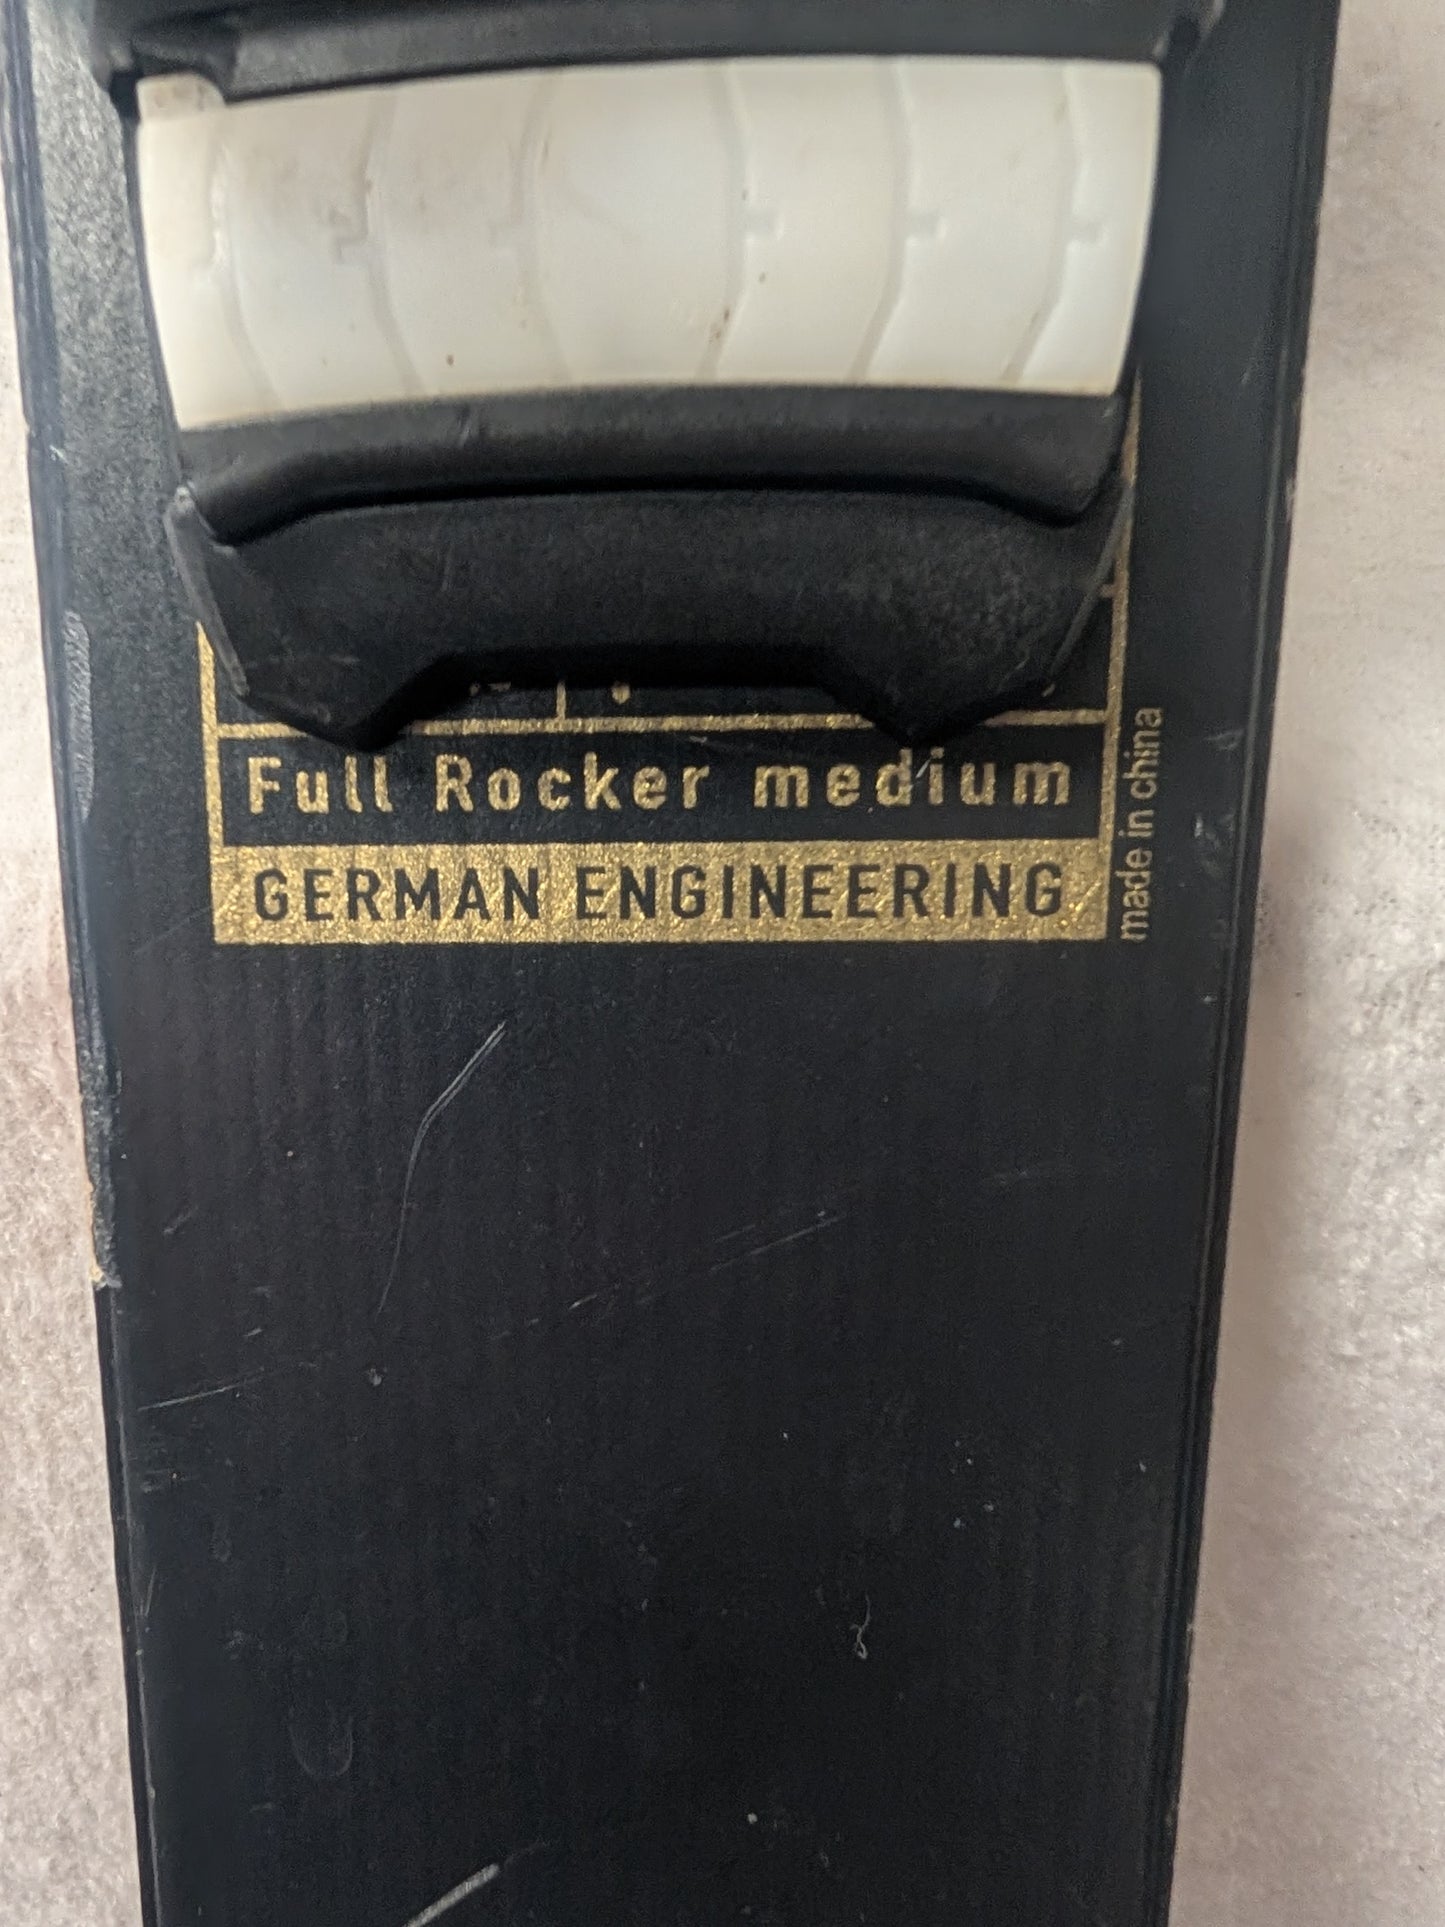 Full Rocker medium
GERMAN ENGINEERING
made in china